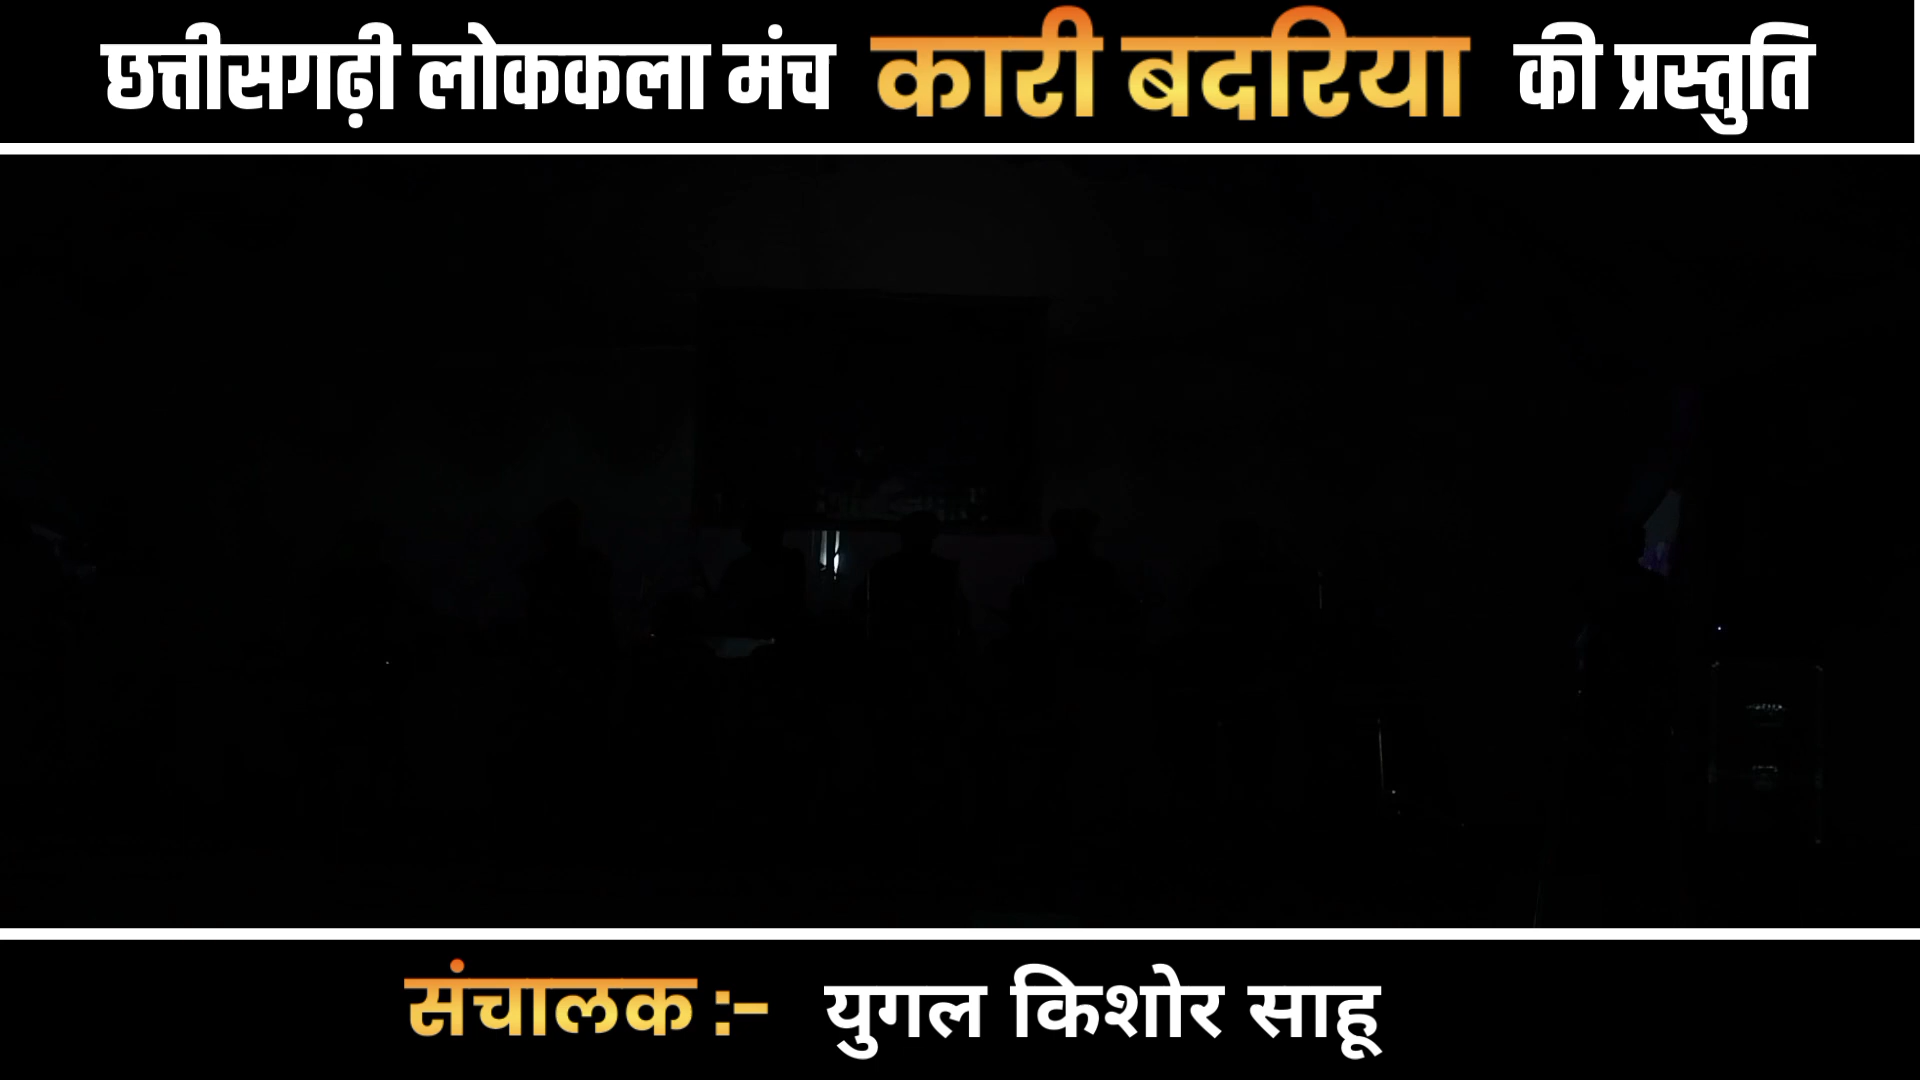 छत्तीसगढ़ी लोककला मंच कारी बदरिया की प्रस्तुति
संचालक :- युगल किशोर साहू